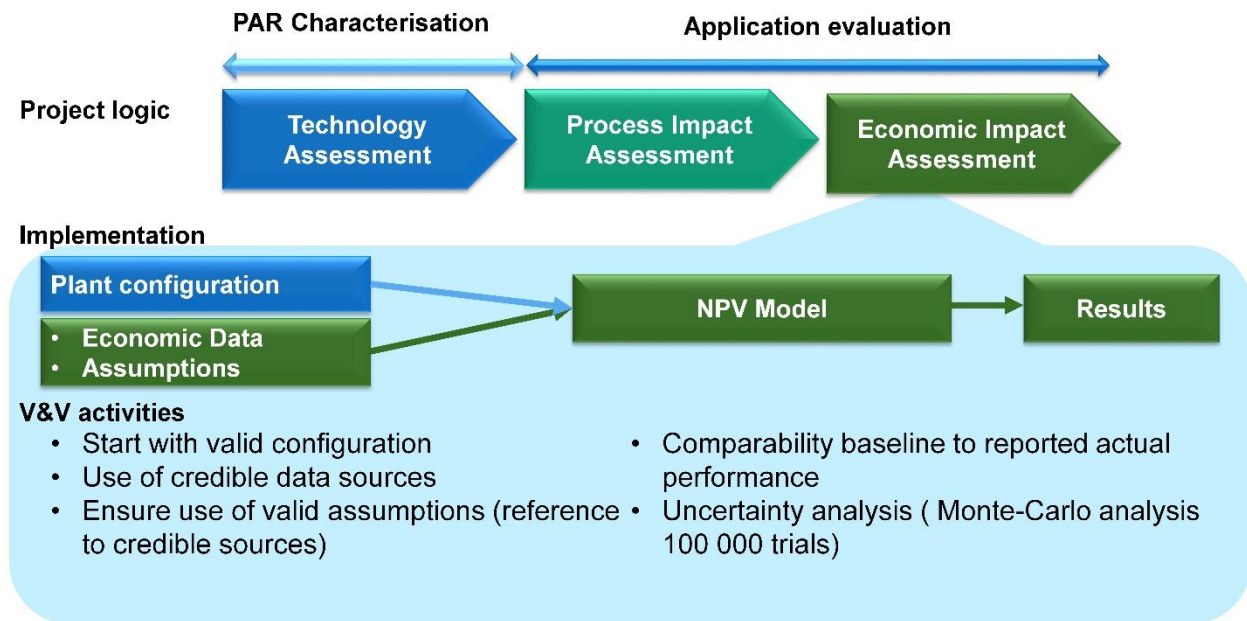 PAR Characterisation
Application evaluation
Project logic
Technology
Assessment
Process Impact
Assessment
Economic Impact
Assessment
Implementation
Plant configuration
• Economic Data
• Assumptions
NPV Model
Results
V&V activities
• Start with valid configuration
• Use of credible data sources
• Ensure use of valid assumptions (reference
to credible sources)
• Comparability baseline to reported actual
performance
• Uncertainty analysis ( Monte-Carlo analysis
100 000 trials)